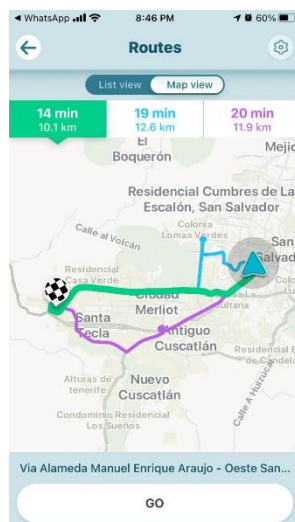 WhatsApp 8:46 PM 60%
Routes
List view Map view
14 min 19 min 20 min
10.1 km 12.6 km 11.9 km
El
Boquerón
Mejic
Residencial Cumbres de La
Escalón, San Salvador
Calle al Volcán
Colonia
Lomas Verdes
San
Salvad
Residencial
Casa Verde
Ciudad
Merliot
Santa
Tecla
Antiguo
Cuscatlán
Residencial E
de Candela
Alturas de
tenerife
Nuevo
Cuscatlán
Calle A Huizúca
Condominio Residencial
Los Sueños
Via Alameda Manuel Enrique Araujo - Oeste San...
GO